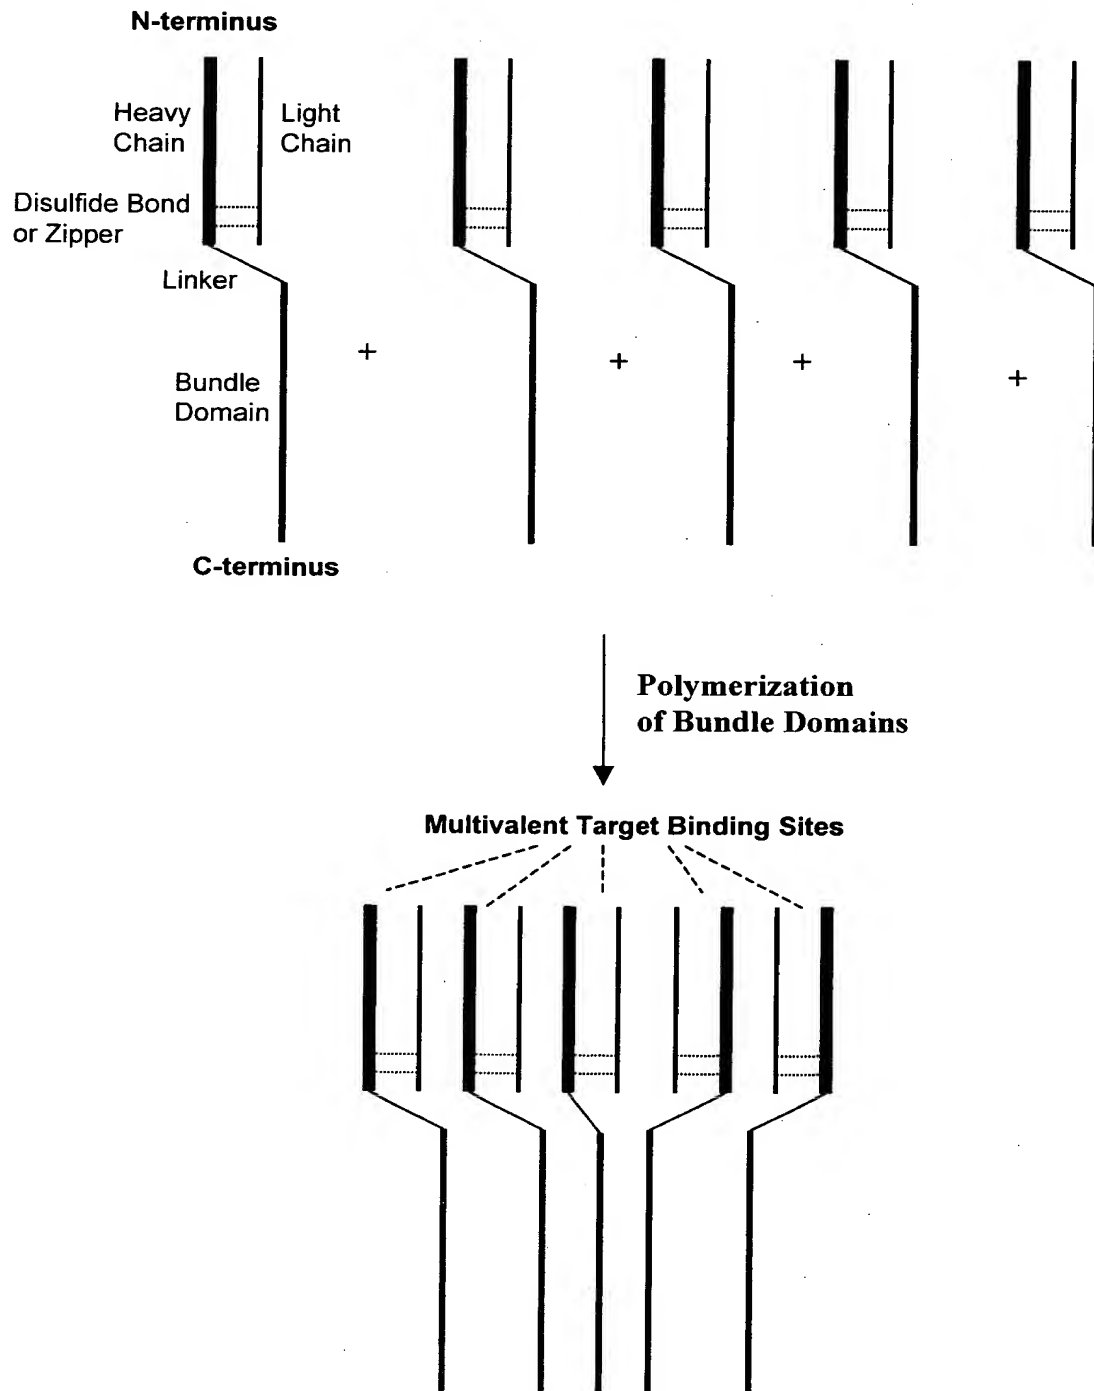 N-terminus
Heavy
Chain
Light
Chain
Disulfide Bond
or Zipper
Linker
+
+
+
+
Bundle
Domain
C-terminus
Polymerization
of Bundle Domains
Multivalent Target Binding Sites